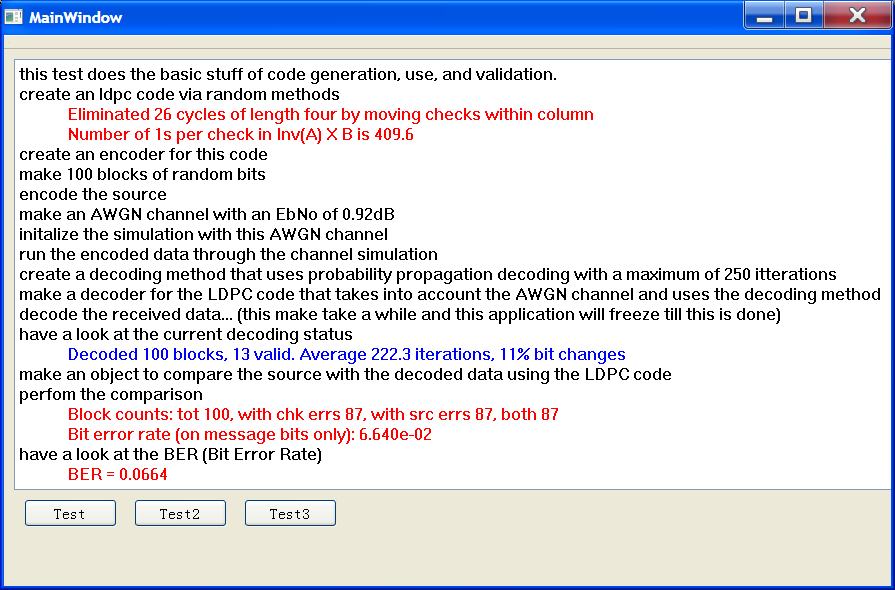 MainWindow
this test does the basic stuff of code generation, use, and validation.
create an ldpc code via random methods
Eliminated 26 cycles of length four by moving checks within column
Number of 1s per check in Inv(A) X B is 409.6
create an encoder for this code
make 100 blocks of random bits
encode the source
make an AWGN channel with an EbNo of 0.92dB
initalize the simulation with this AWGN channel
run the encoded data through the channel simulation
create a decoding method that uses probability propagation decoding with a maximum of 250 itterations
make a decoder for the LDPC code that takes into account the AWGN channel and uses the decoding method
decode the received data... (this make take a while and this application will freeze till this is done)
have a look at the current decoding status
Decoded 100 blocks, 13 valid. Average 222.3 iterations, 11% bit changes
make an object to compare the source with the decoded data using the LDPC code
perfom the comparison
Block counts: tot 100, with chk errs 87, with src errs 87, both 87
Bit error rate (on message bits only): 6.640e-02
have a look at the BER (Bit Error Rate)
BER = 0.0664
Test Test2 Test3